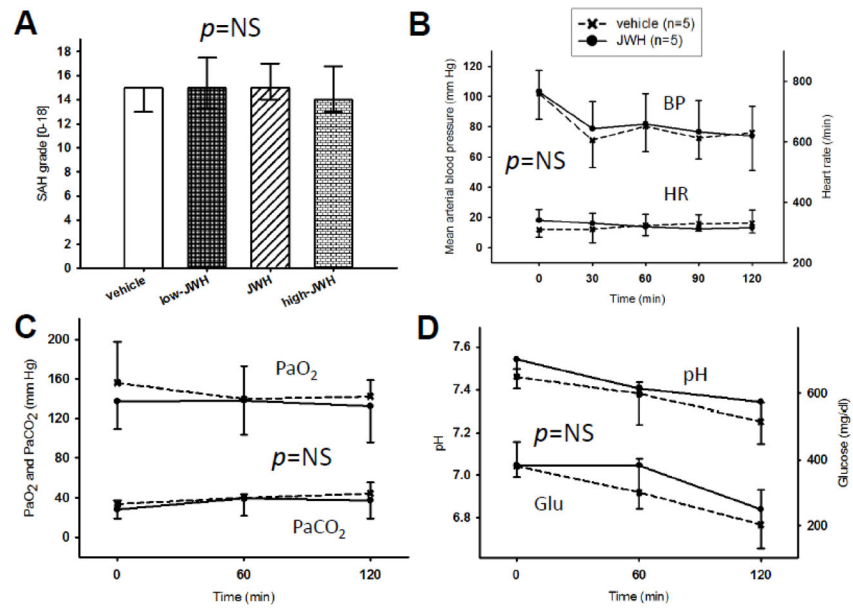 A
p=NS
SAH grade [0-18]
18
16
14
12
10
8
6
4
2
0
vehicle
low-JWH
JWH
high-JWH
B
vehicle (n=5)
JWH (n=5)
Mean arterial blood pressure (mm Hg)
120
100
80
60
40
20
0
BP
p=NS
HR
800
600
400
200
Heart rate (/min)
0 30 60 90 120
Time (min)
C
PaO2 and PaCO2 (mm Hg)
200
160
120
80
40
0
PaO2
p=NS
PaCO2
0 60 120
Time (min)
D
pH
7.6
7.4
7.2
7.0
6.8
pH
p=NS
Glu
600
400
200
Glucose (mg/dl)
0 60 120
Time (min)